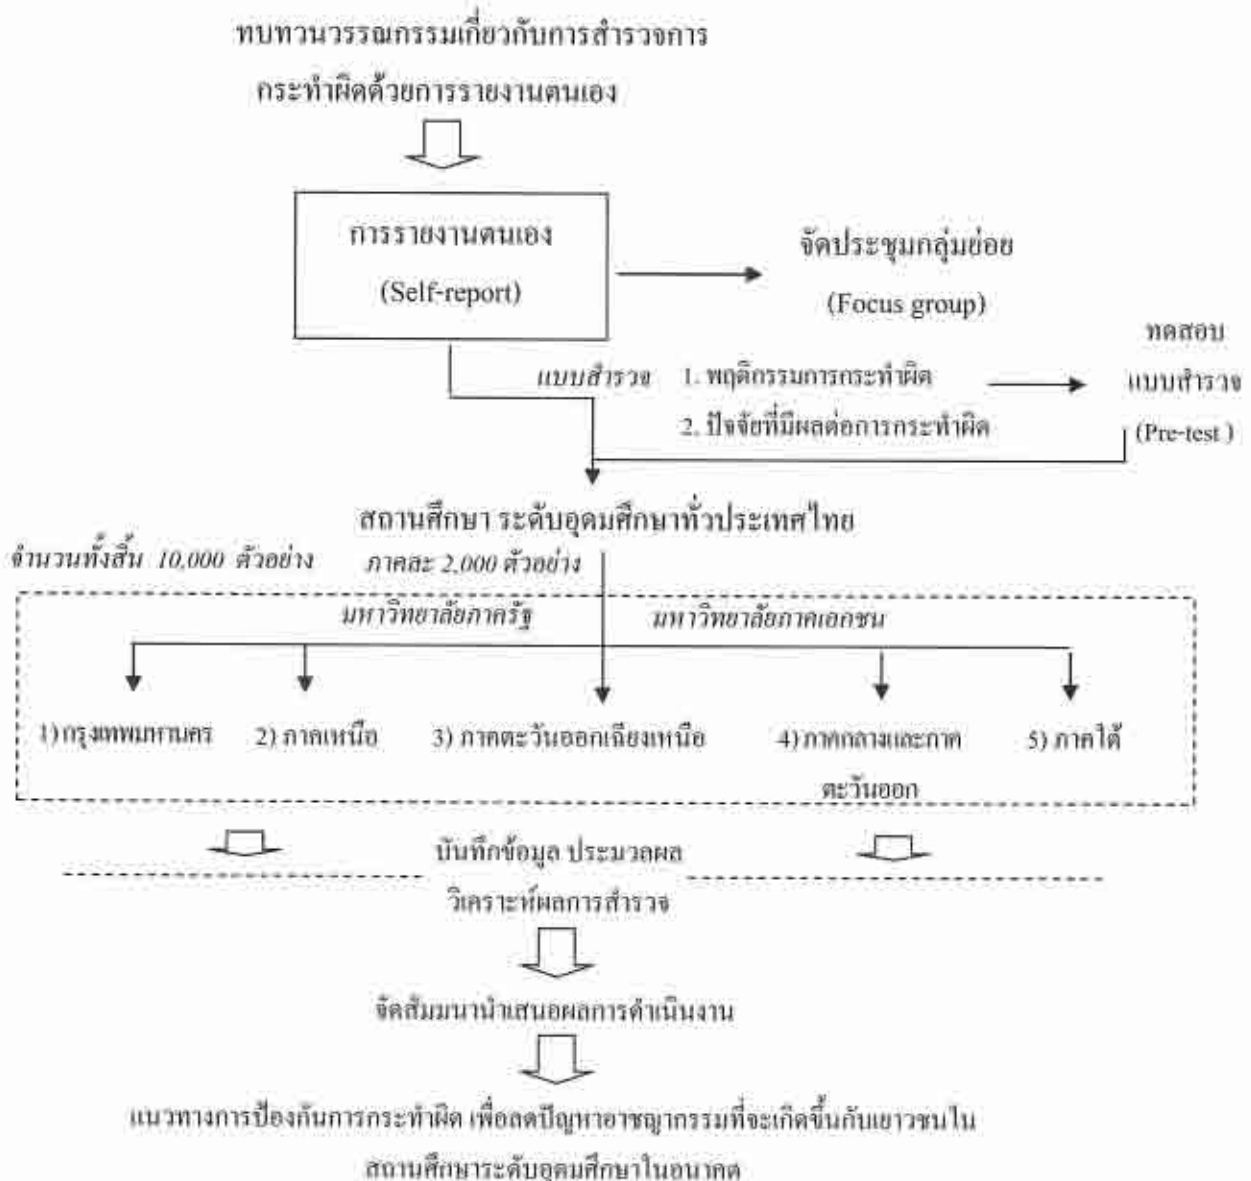 ทบทวนวรรณกรรมเกี่ยวกับการสำรวจการ
กระทำผิดด้วยการรายงานตนเอง
การรายงานตนเอง
(Self-report)
จัดประชุมกลุ่มย่อย
(Focus group)
แบบสำรวจ
1. พฤติกรรมการกระทำผิด
2. ปัจจัยที่มีผลต่อการกระทำผิด
ทดสอบ
แบบสำรวจ
(Pre-test )
สถานศึกษา ระดับอุดมศึกษาทั่วประเทศไทย
จำนวนทั้งสิ้น 10,000 ตัวอย่าง
ภาคละ 2,000 ตัวอย่าง
มหาวิทยาลัยภาครัฐ
มหาวิทยาลัยภาคเอกชน
1) กรุงเทพมหานคร
2) ภาคเหนือ
3) ภาคตะวันออกเฉียงเหนือ
4) ภาคกลางและภาค
ตะวันออก
5) ภาคใต้
บันทึกข้อมูล ประมวลผล
วิเคราะห์ผลการสำรวจ
จัดสัมมนานำเสนอผลการดำเนินงาน
แนวทางการป้องกันการกระทำผิด เพื่อลดปัญหาอาชญากรรมที่จะเกิดขึ้นกับเยาวชนใน
สถานศึกษาระดับอุดมศึกษาในอนาคต